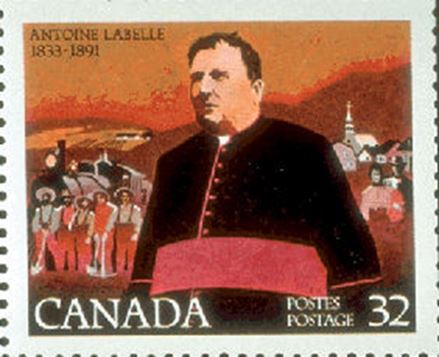 ANTOINE LABELLE
1833-1891
CANADA
POSTES
POSTAGE
32